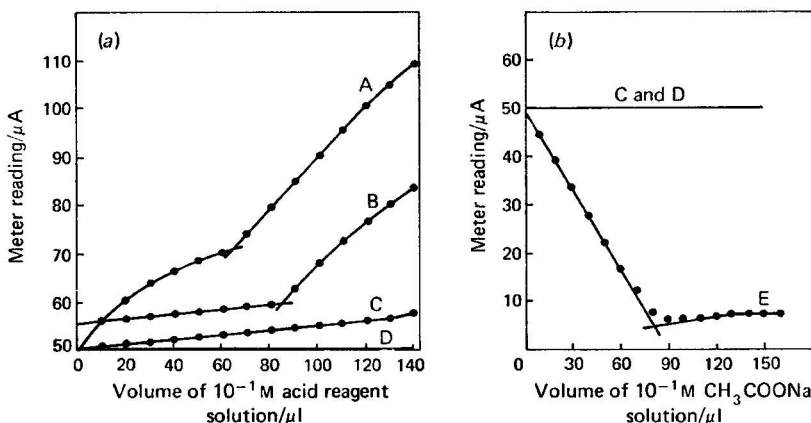 (a)
Meter reading/μA
110
100
90
80
70
60
50
A
B
C
D
0 20 40 60 80 100 120 140
Volume of 10⁻¹ M acid reagent
solution/μl
(b)
Meter reading/μA
60
50
40
30
20
10
C and D
E
0 30 60 90 120 150
Volume of 10⁻¹ M CH₃COONa
solution/μl